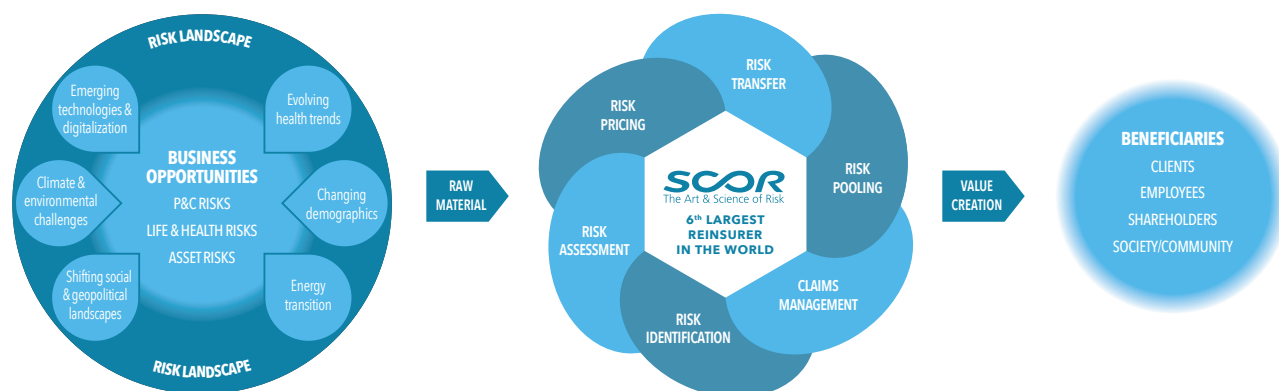 RISK LANDSCAPE
Emerging
technologies &
digitalization
Evolving
health trends
Climate &
environmental
challenges
BUSINESS
OPPORTUNITIES
P&C RISKS
LIFE & HEALTH RISKS
ASSET RISKS
Changing
demographics
Shifting social
& geopolitical
landscapes
Energy
transition
RISK LANDSCAPE
RAW
MATERIAL
RISK
TRANSFER
RISK
PRICING
RISK
POOLING
RISK
ASSESSMENT
SCOR
The Art & Science of Risk
6th LARGEST
REINSURER
IN THE WORLD
CLAIMS
MANAGEMENT
RISK
IDENTIFICATION
VALUE
CREATION
BENEFICIARIES
CLIENTS
EMPLOYEES
SHAREHOLDERS
SOCIETY/COMMUNITY